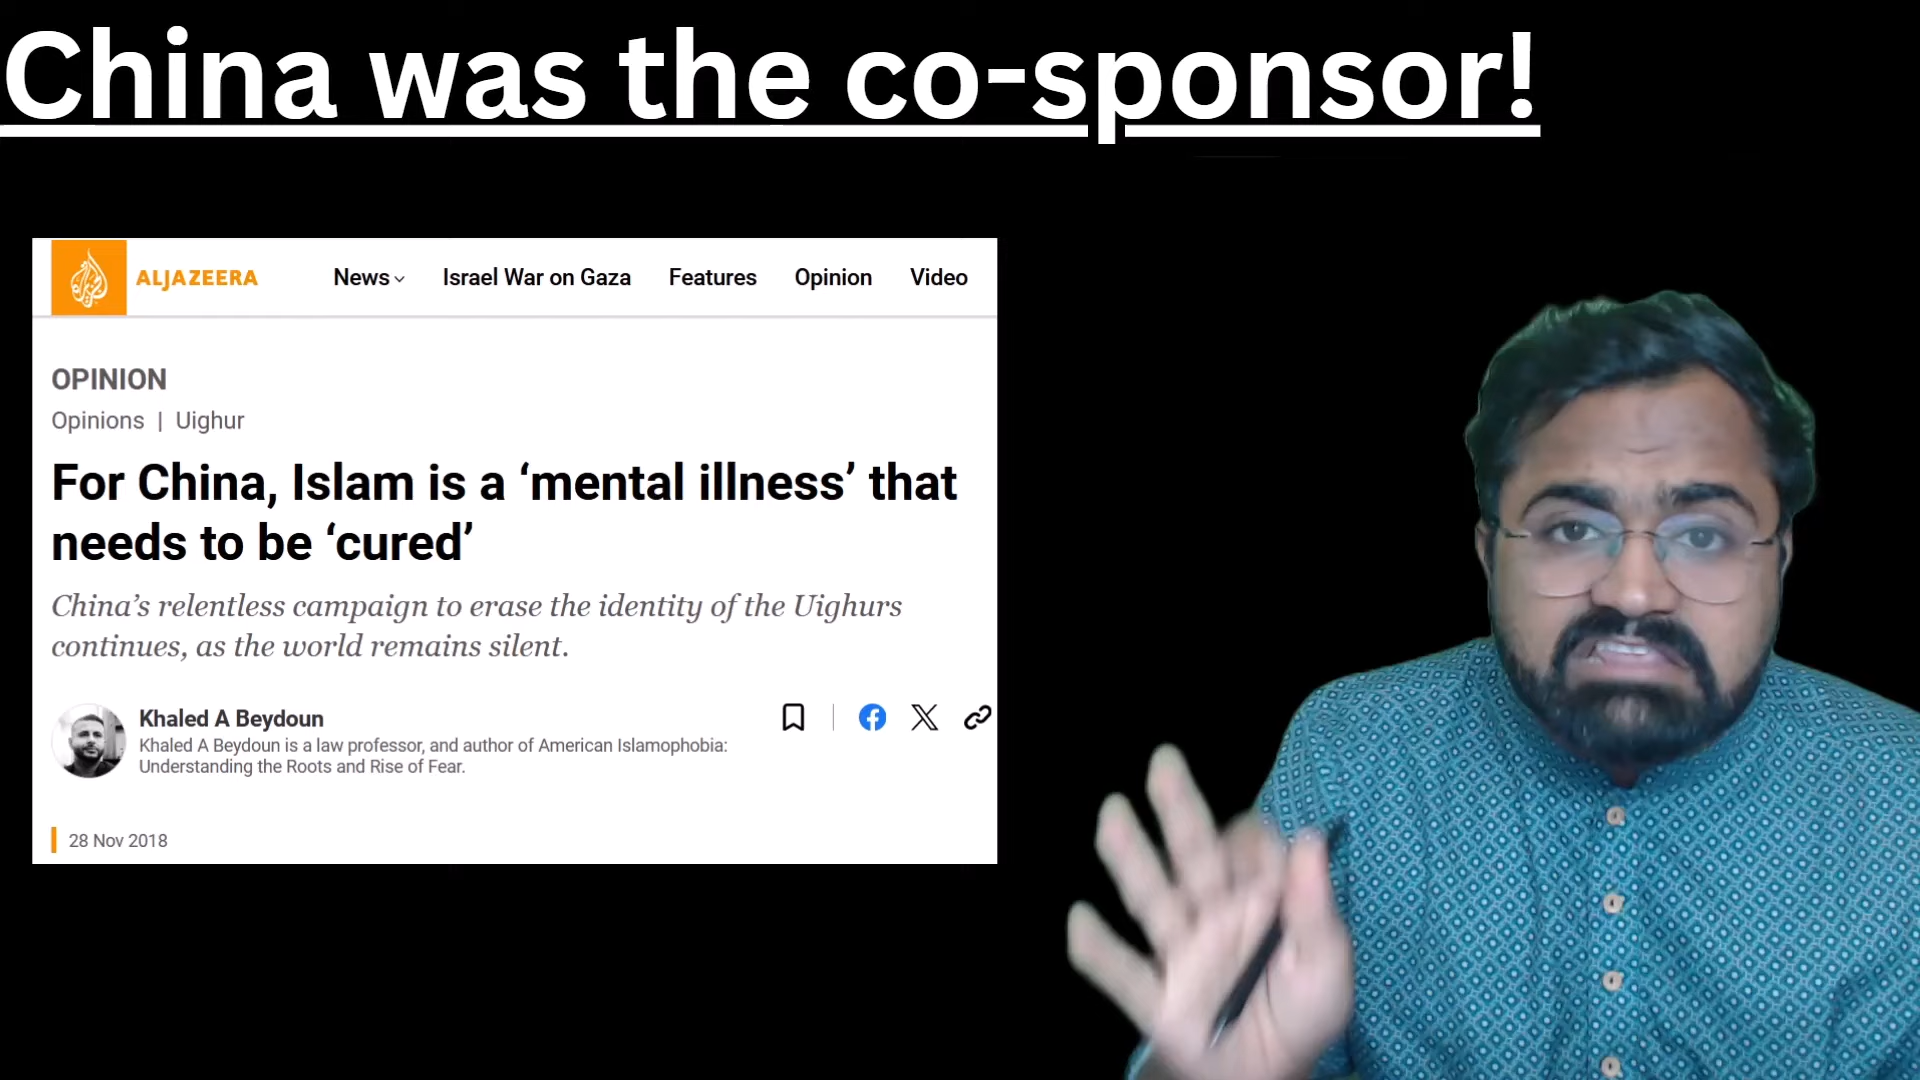 China was the co-sponsor!
ALJAZEERA News Israel War on Gaza Features Opinion Video
OPINION
Opinions | Uighur
For China, Islam is a ‘mental illness’ that
needs to be ‘cured’
China’s relentless campaign to erase the identity of the Uighurs
continues, as the world remains silent.
Khaled A Beydoun
Khaled A Beydoun is a law professor, and author of American Islamophobia:
Understanding the Roots and Rise of Fear.
28 Nov 2018